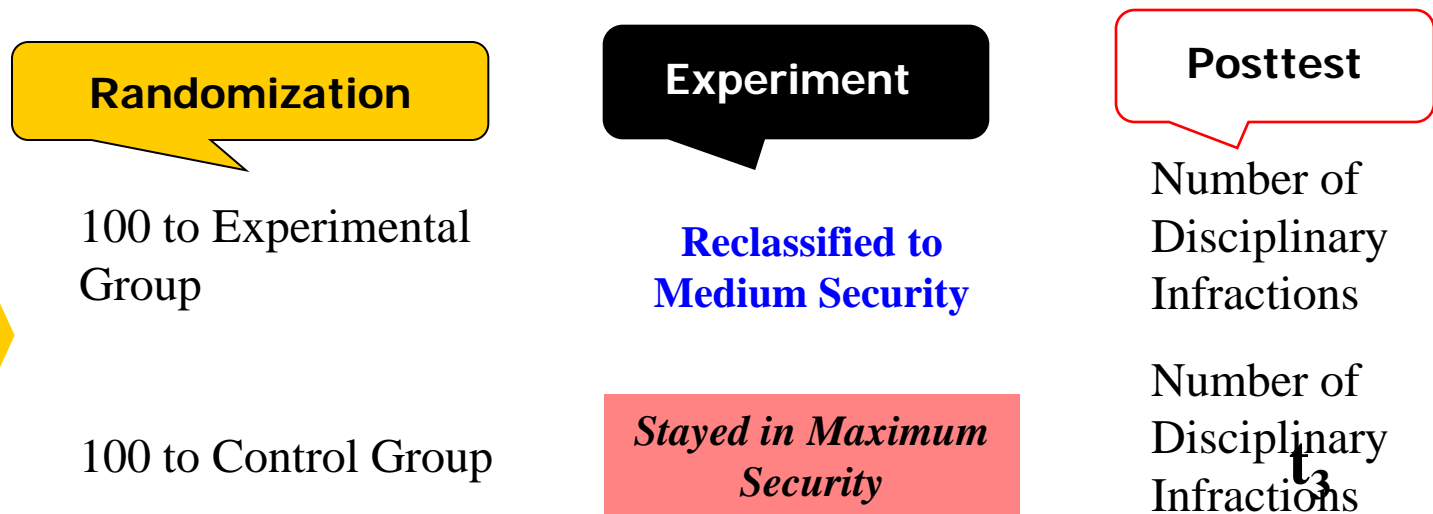 Randomization
Experiment
Posttest
100 to Experimental
Group
Reclassified to
Medium Security
Number of
Disciplinary
Infractions
100 to Control Group
Stayed in Maximum
Security
Number of
Disciplinary
Infractions
t₃